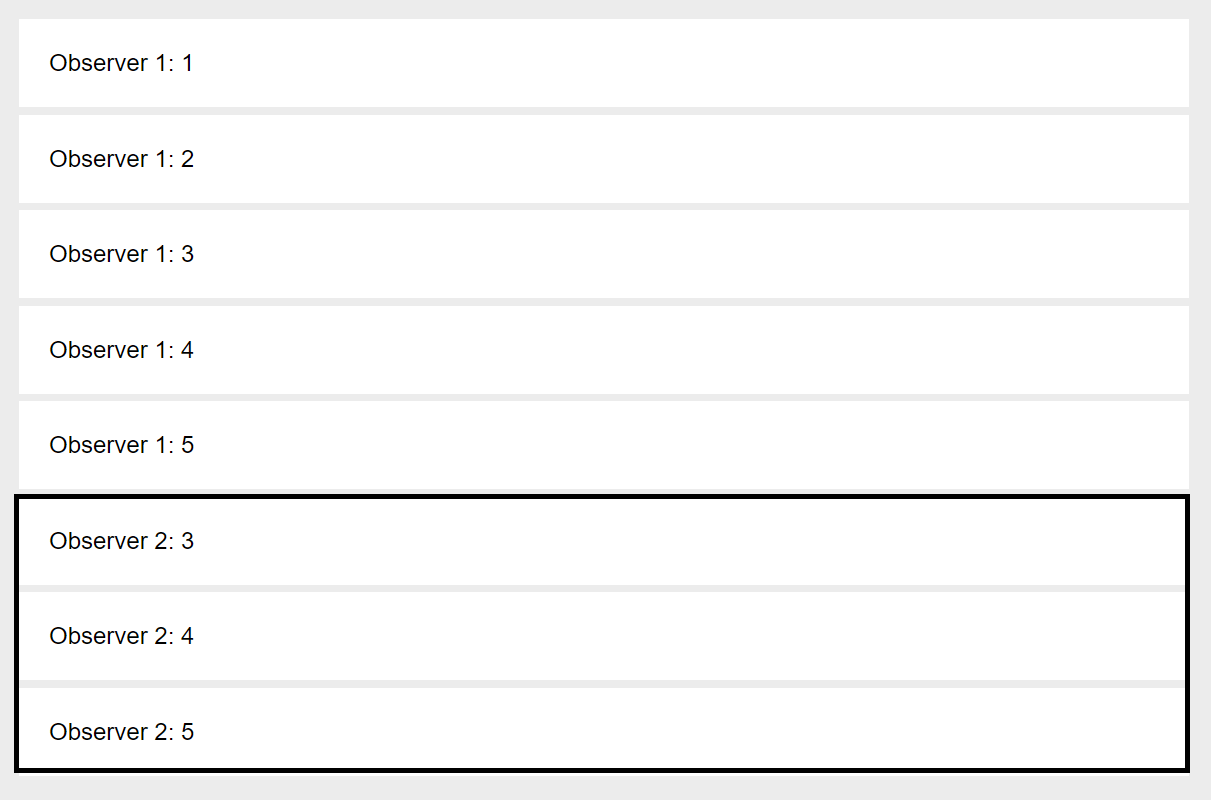 Observer 1: 1
Observer 1: 2
Observer 1: 3
Observer 1: 4
Observer 1: 5
Observer 2: 3
Observer 2: 4
Observer 2: 5